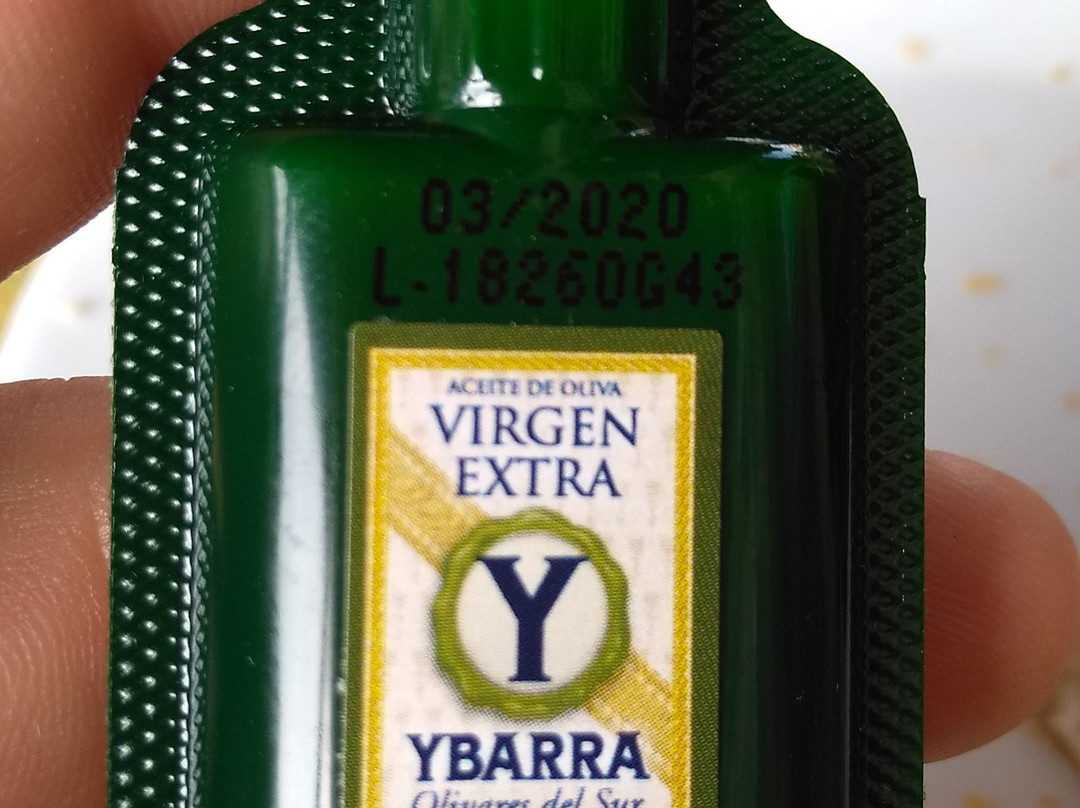 03/2020
L-18260G43
ACEITE DE OLIVA
VIRGEN
EXTRA
Y
YBARRA
Olivares del Sur